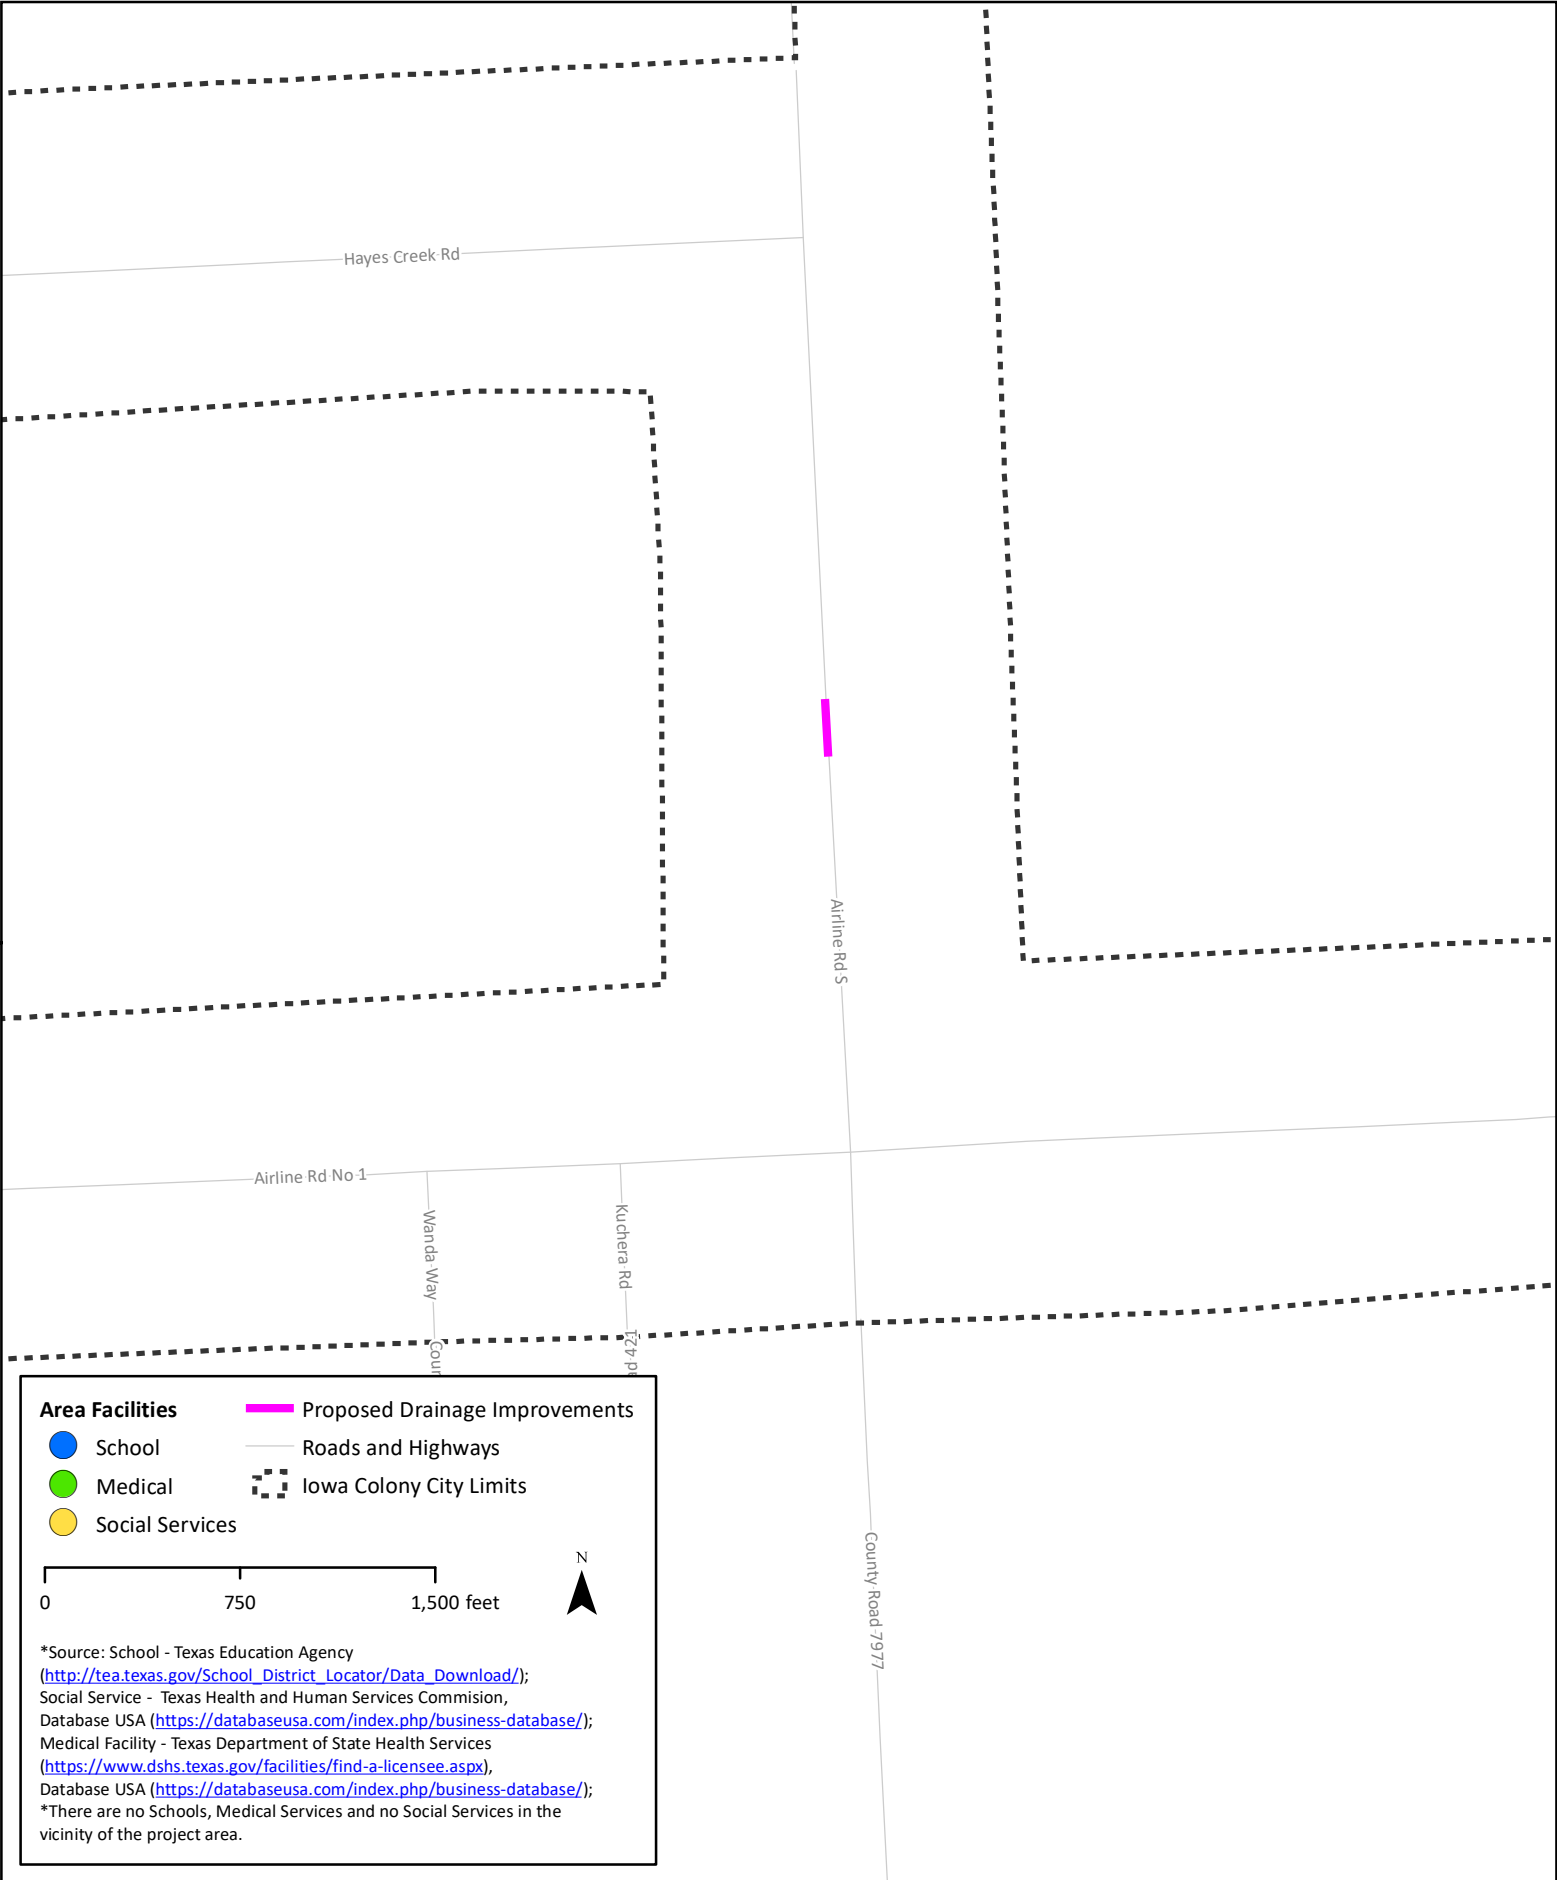 Hayes Creek Rd
Airline Rd S
Airline Rd No 1
Wanda Way
Kuchera Rd
Cour
421
County Road 7977
Area Facilities
School
Medical
Social Services
Proposed Drainage Improvements
Roads and Highways
Iowa Colony City Limits
0 750 1,500 feet
N
*Source: School - Texas Education Agency
(http://tea.texas.gov/School_District_Locator/Data_Download/);
Social Service - Texas Health and Human Services Commision,
Database USA (https://databaseusa.com/index.php/business-database/);
Medical Facility - Texas Department of State Health Services
(https://www.dshs.texas.gov/facilities/find-a-licensee.aspx),
Database USA (https://databaseusa.com/index.php/business-database/);
*There are no Schools, Medical Services and no Social Services in the
vicinity of the project area.